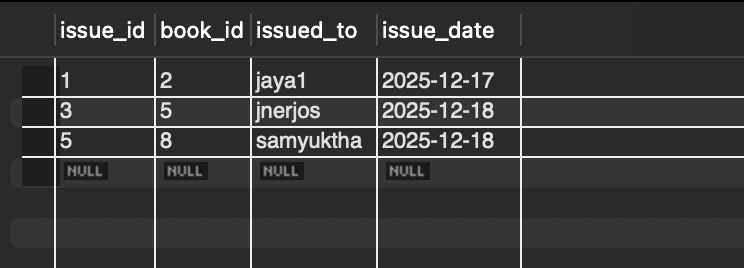 issue_id book_id issued_to issue_date
1 2 jaya1 2025-12-17
3 5 jnerjos 2025-12-18
5 8 samyuktha 2025-12-18
NULL NULL NULL NULL